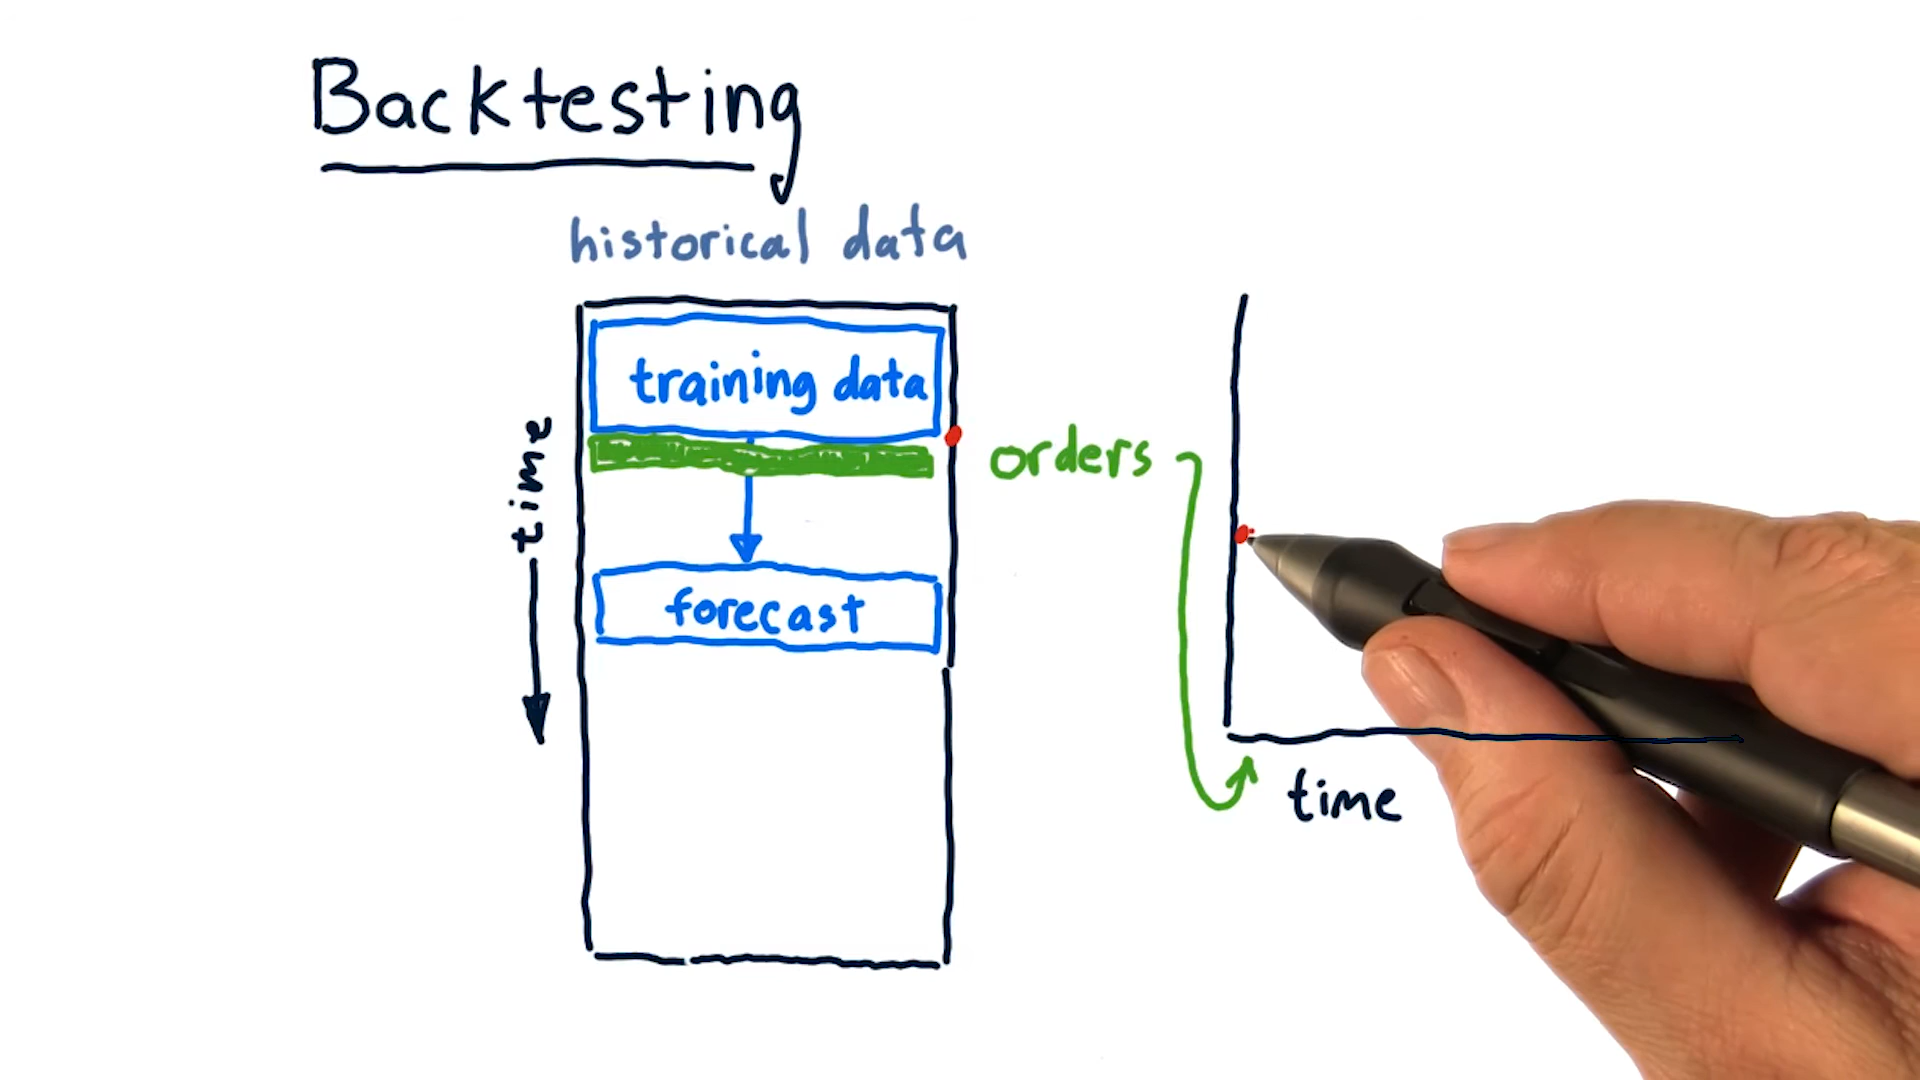 Backtesting
historical data
training data
time
orders
forecast
time